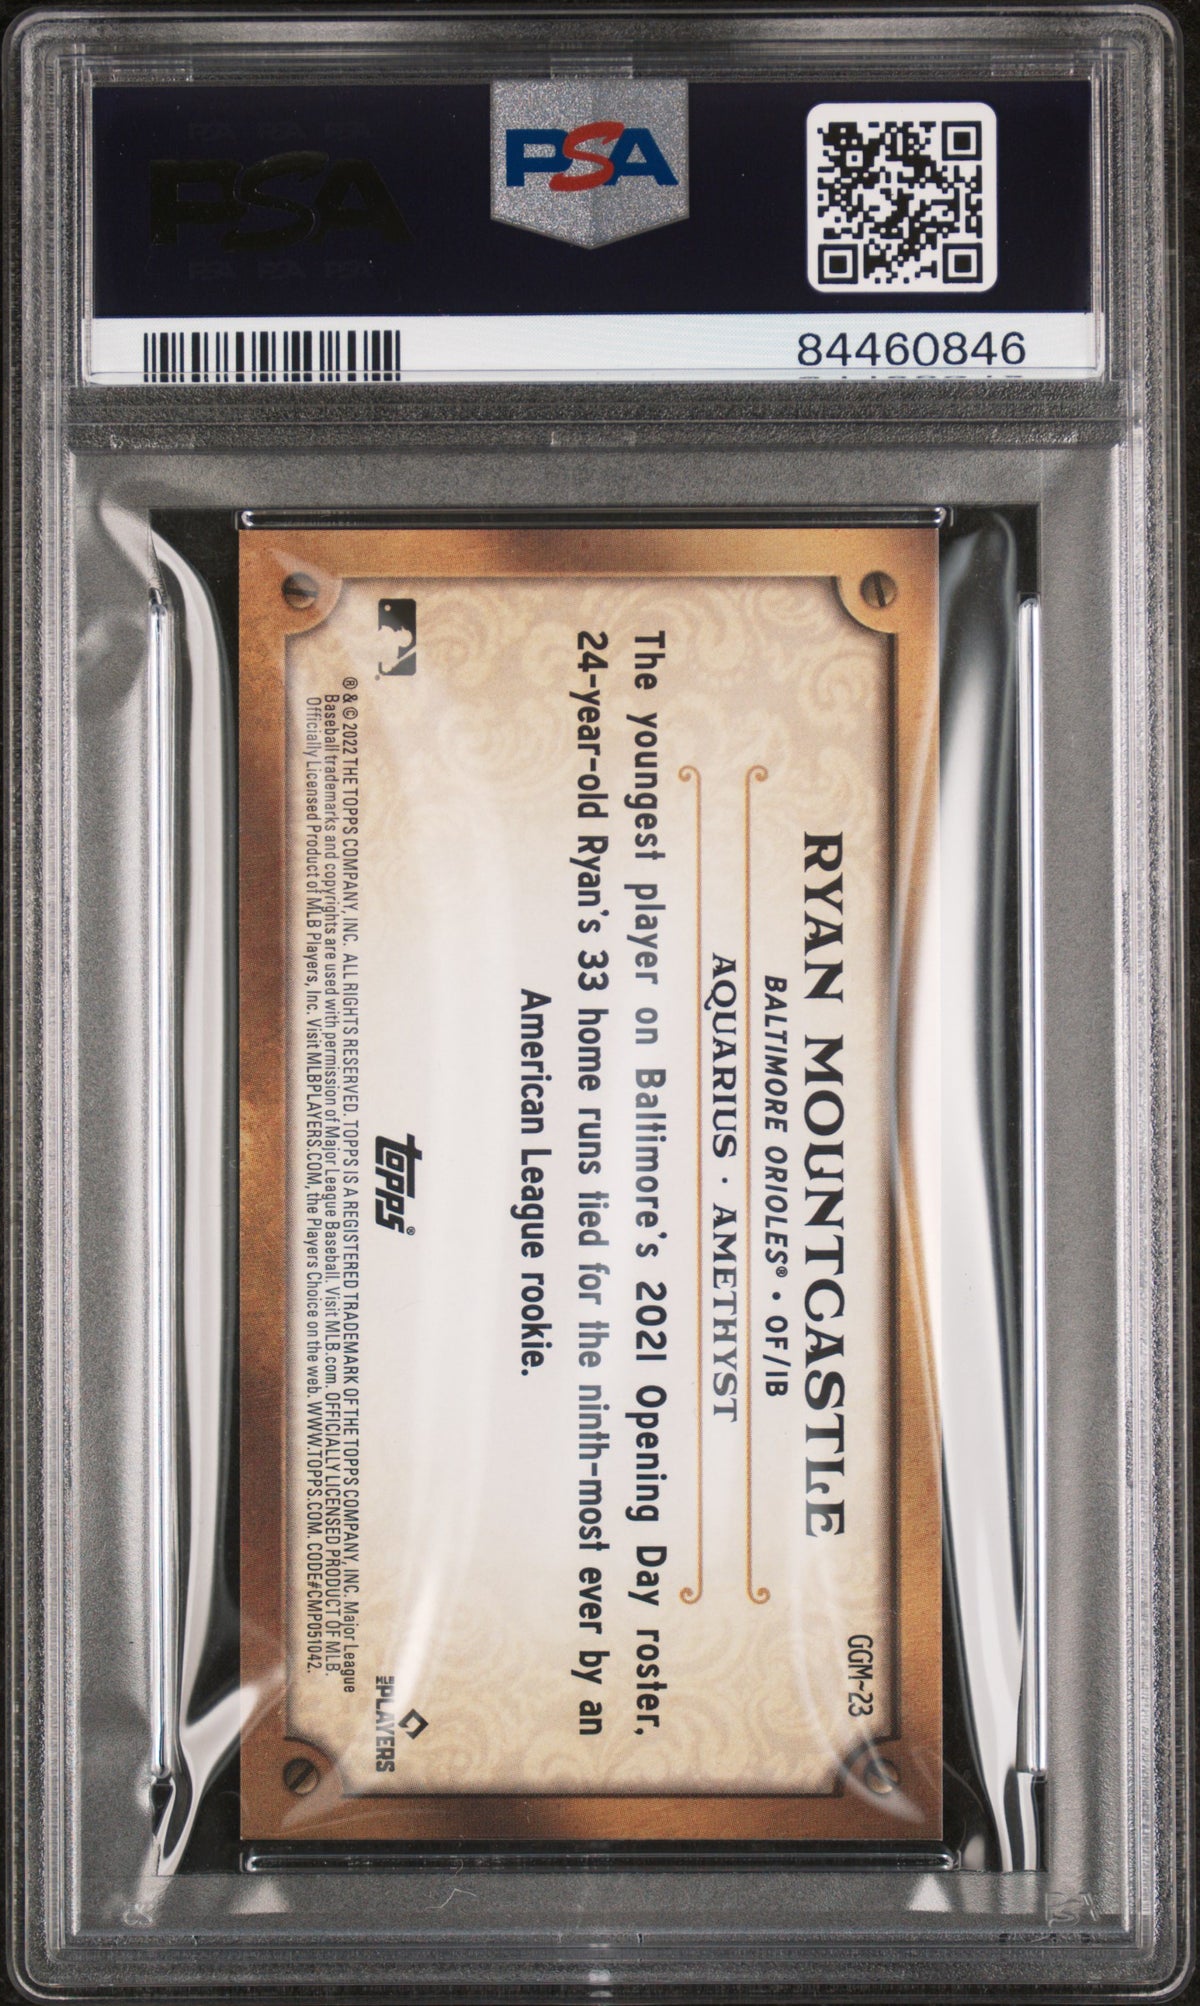 PSA
PSA
84460846
GGM-23
RYAN MOUNTCASTLE
BALTIMORE ORIOLES® • OF/1B
AQUARIUS • AMETHYST
The youngest player on Baltimore's 2021 Opening Day roster,
24-year-old Ryan's 33 home runs tied for the ninth-most ever by an
American League rookie.
topps®
PLAYERS
® & © 2022 THE TOPPS COMPANY, INC. ALL RIGHTS RESERVED. TOPPS IS A REGISTERED TRADEMARK OF THE TOPPS COMPANY, INC. Major League
Baseball trademarks and copyrights are used with permission of Major League Baseball. Visit MLB.com. OFFICIALLY LICENSED PRODUCT OF MLB.
Officially Licensed Product of MLB Players, Inc. Visit MLBPLAYERS.COM, the Players Choice on the web. WWW.TOPPS.COM. CODE#CMP051042.